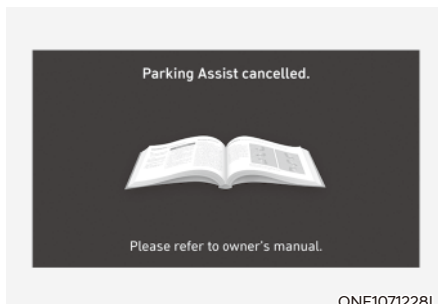 Parking Assist cancelled.
Please refer to owner's manual.
ONE1071228L